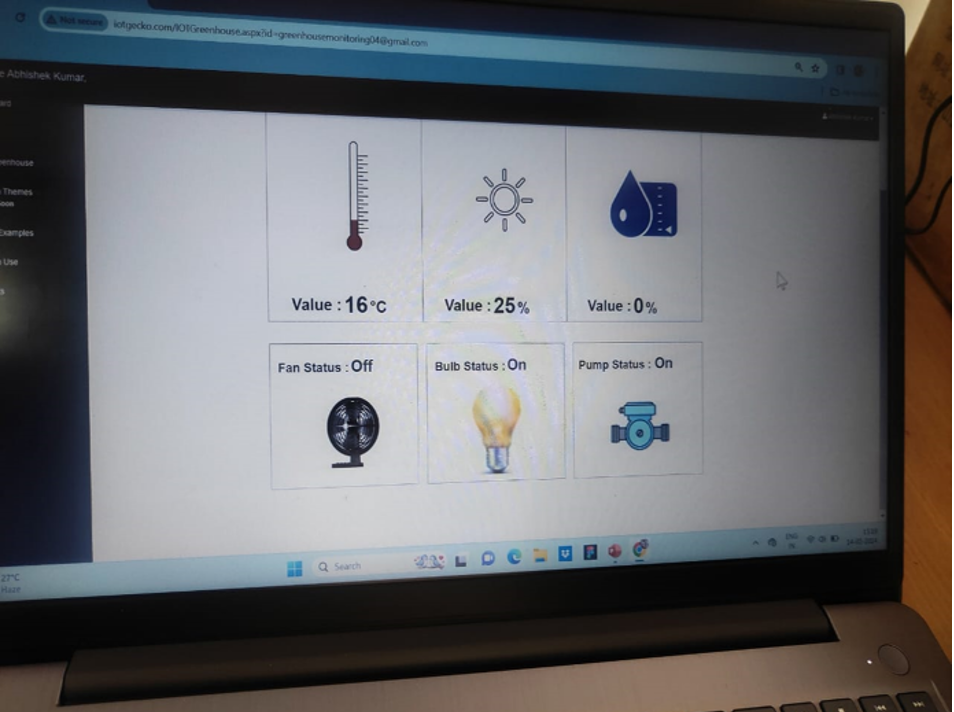 Not secure iotgecko.com/IOTGreenhouse.aspx?id=greenhousemonitoring04@gmail.com
e Abhishek Kumar,
ard
eenhouse
Themes
oon
Examples
Use
s
Value : 16°C
Value : 25%
Value : 0%
Fan Status : Off
Bulb Status : On
Pump Status : On
27°C
Haze
Search
ENG